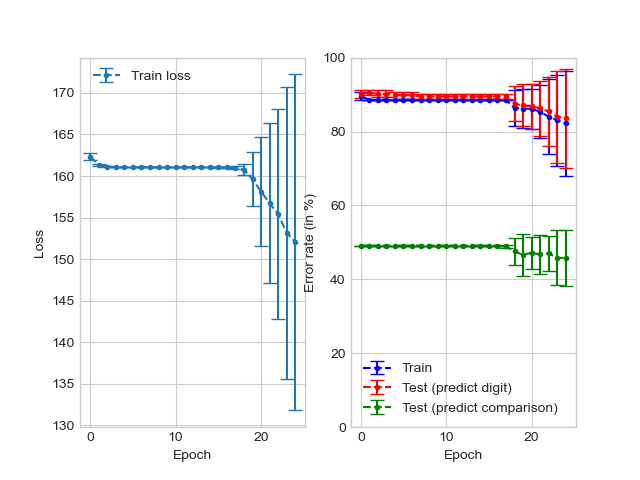 Train loss
170
165
160
155
150
145
140
135
130
0
10
20
Epoch
Loss
100
80
60
40
20
0
0
10
20
Epoch
Error rate (in %)
Train
Test (predict digit)
Test (predict comparison)